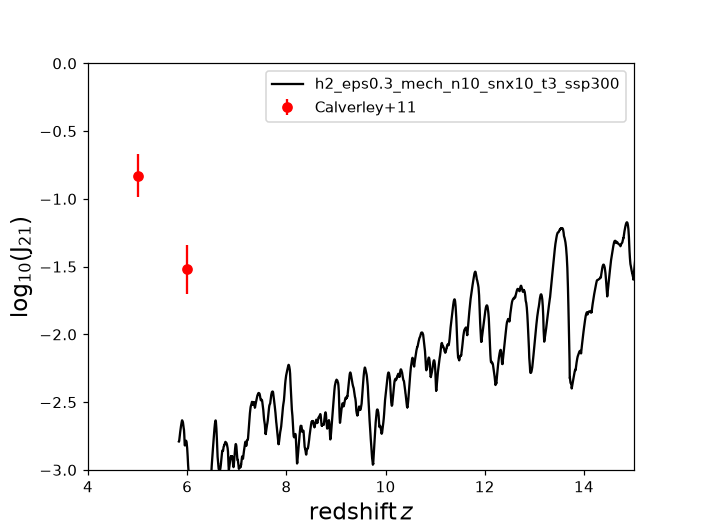 h2_eps0.3_mech_n10_snx10_t3_ssp300
Calverley+11
0.0
−0.5
−1.0
−1.5
−2.0
−2.5
−3.0
log₁₀(J₂₁)
4 6 8 10 12 14
redshift z